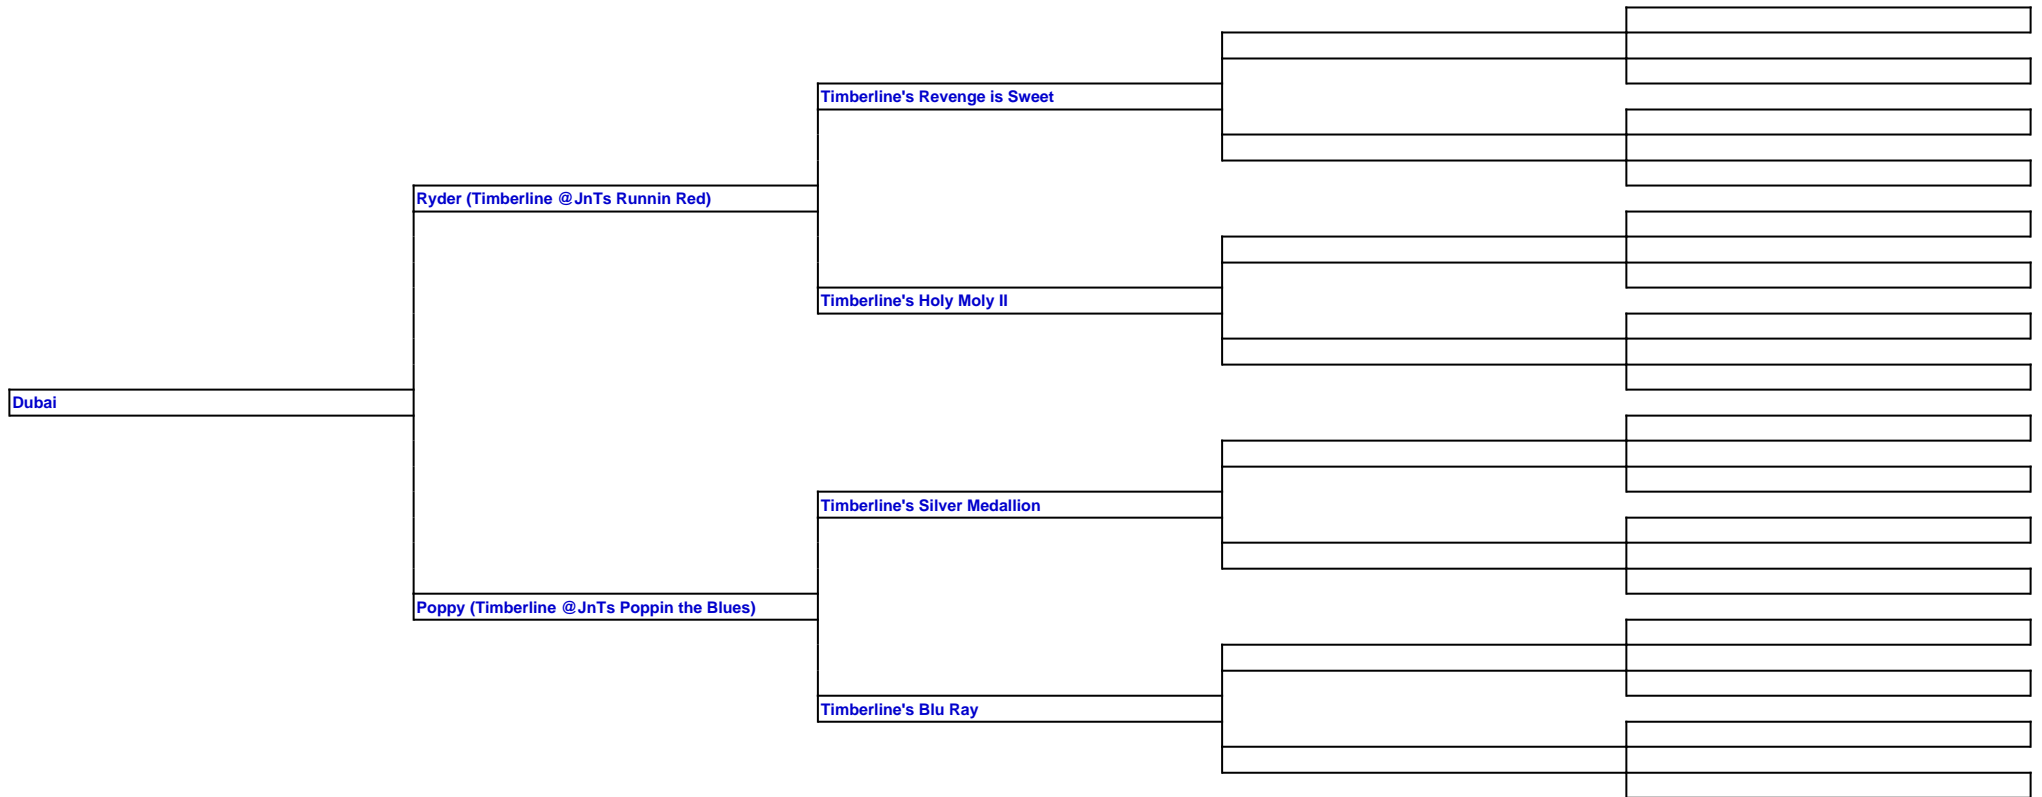 Timberline's Revenge is Sweet
Ryder (Timberline @JnTs Runnin Red)
Timberline's Holy Moly II
Dubai
Timberline's Silver Medallion
Poppy (Timberline @JnTs Poppin the Blues)
Timberline's Blu Ray